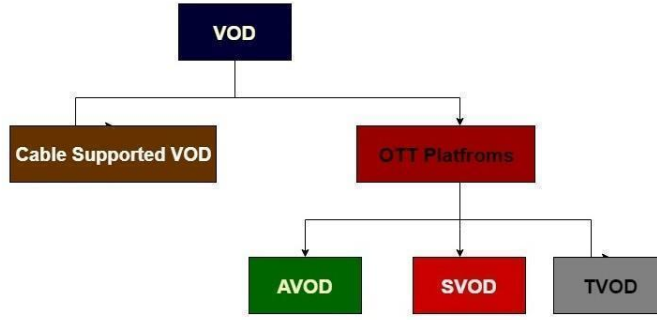 VOD
Cable Supported VOD
OTT Platfroms
AVOD
SVOD
TVOD